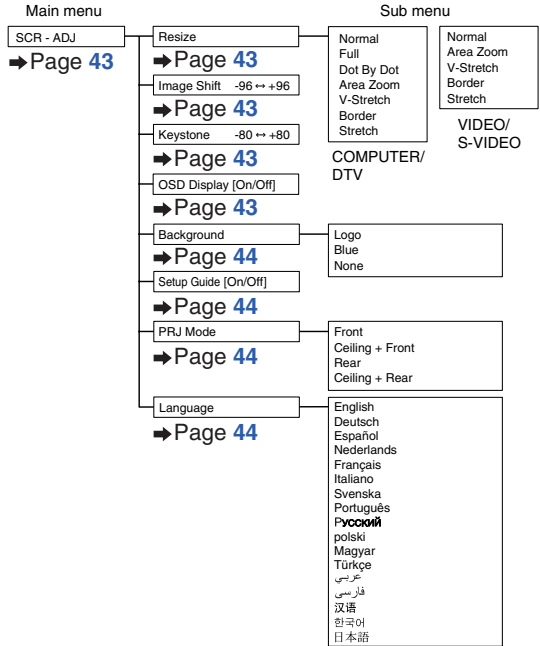 Main menu
Sub menu
SCR - ADJ
➡Page 43
Resize
➡Page 43
Image Shift -96 ↔ +96
➡Page 43
Keystone -80 ↔ +80
➡Page 43
OSD Display [On/Off]
➡Page 43
Background
➡Page 44
Setup Guide [On/Off]
➡Page 44
PRJ Mode
➡Page 44
Language
➡Page 44
Normal
Full
Dot By Dot
Area Zoom
V-Stretch
Border
Stretch
COMPUTER/
DTV
Normal
Area Zoom
V-Stretch
Border
Stretch
VIDEO/
S-VIDEO
Logo
Blue
None
Front
Ceiling + Front
Rear
Ceiling + Rear
English
Deutsch
Español
Nederlands
Français
Italiano
Svenska
Português
Русский
polski
Magyar
Türkçe
عربي
فارسی
汉语
한국어
日本語